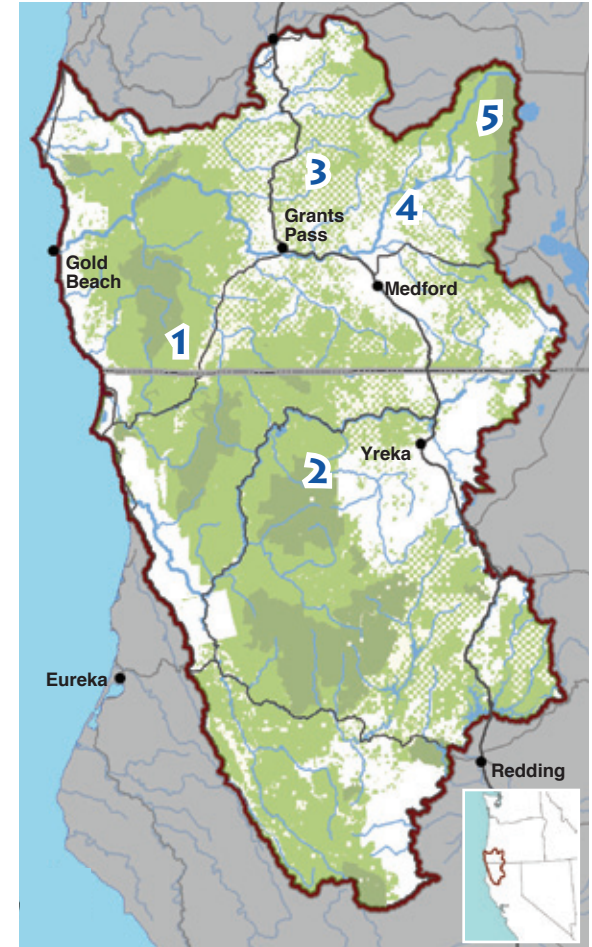 5
3
4
Grants
Pass
Gold
Beach
Medford
1
Yreka
2
Eureka
Redding